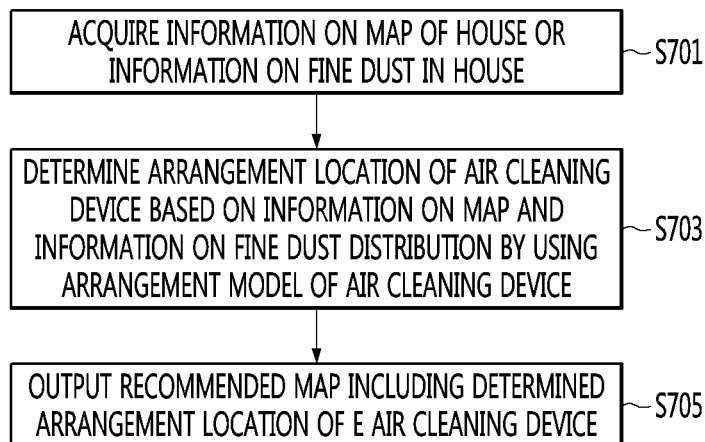 ACQUIRE INFORMATION ON MAP OF HOUSE OR
INFORMATION ON FINE DUST IN HOUSE
S701
DETERMINE ARRANGEMENT LOCATION OF AIR CLEANING
DEVICE BASED ON INFORMATION ON MAP AND
INFORMATION ON FINE DUST DISTRIBUTION BY USING
ARRANGEMENT MODEL OF AIR CLEANING DEVICE
S703
OUTPUT RECOMMENDED MAP INCLUDING DETERMINED
ARRANGEMENT LOCATION OF E AIR CLEANING DEVICE
S705